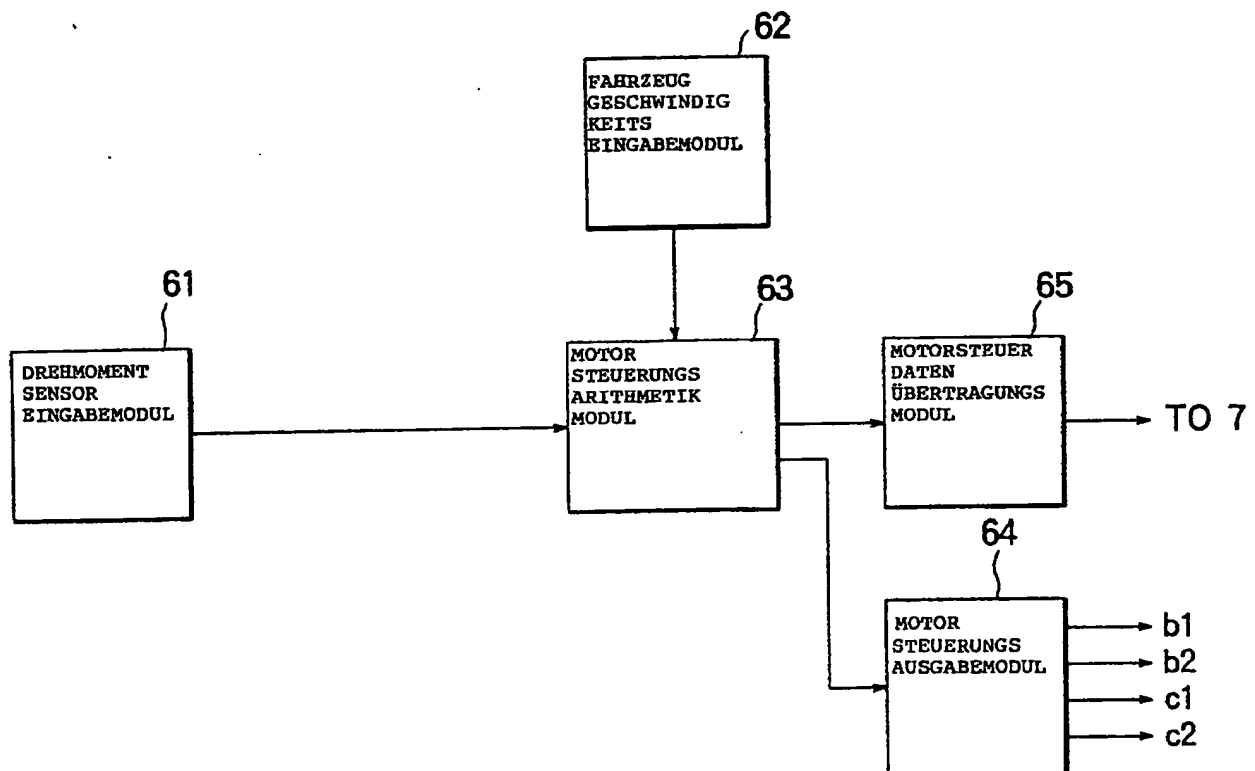 62
FAHRZEUG
GESCHWINDIG
KEITS
EINGABEMODUL
61
DREHMOMENT
SENSOR
EINGABEMODUL
63
MOTOR
STEUERUNGS
ARITHMETIK
MODUL
65
MOTORSTEUER
DATEN
ÜBERTRAGUNGS
MODUL
TO 7
64
MOTOR
STEUERUNGS
AUSGABEMODUL
b1
b2
c1
c2